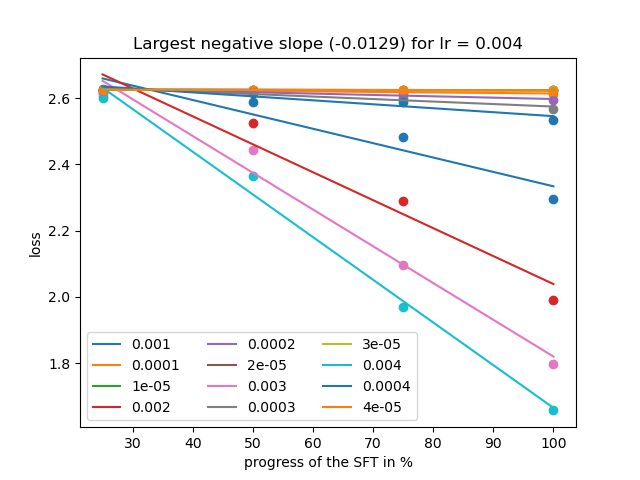 Largest negative slope (-0.0129) for lr = 0.004
loss
2.6
2.4
2.2
2.0
1.8
0.001 0.0002 3e-05
0.0001 2e-05 0.004
1e-05 0.003 0.0004
0.002 0.0003 4e-05
30 40 50 60 70 80 90 100
progress of the SFT in %